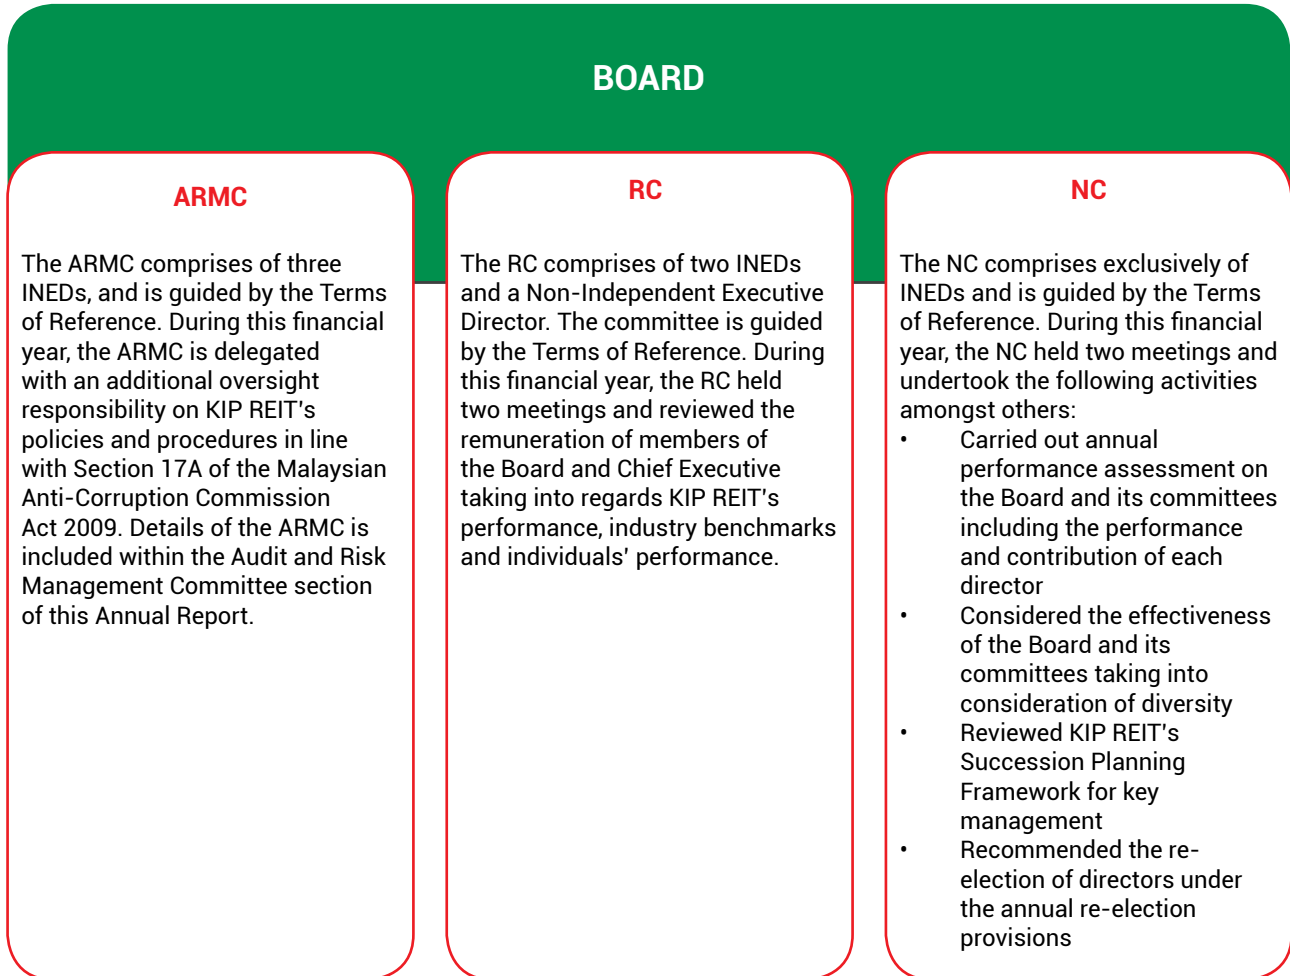 BOARD
ARMC
The ARMC comprises of three
INEDs, and is guided by the Terms
of Reference. During this financial
year, the ARMC is delegated
with an additional oversight
responsibility on KIP REIT's
policies and procedures in line
with Section 17A of the Malaysian
Anti-Corruption Commission
Act 2009. Details of the ARMC is
included within the Audit and Risk
Management Committee section
of this Annual Report.
RC
The RC comprises of two INEDs
and a Non-Independent Executive
Director. The committee is guided
by the Terms of Reference. During
this financial year, the RC held
two meetings and reviewed the
remuneration of members of
the Board and Chief Executive
taking into regards KIP REIT's
performance, industry benchmarks
and individuals' performance.
NC
The NC comprises exclusively of
INEDs and is guided by the Terms
of Reference. During this financial
year, the NC held two meetings and
undertook the following activities
amongst others:
• Carried out annual
performance assessment on
the Board and its committees
including the performance
and contribution of each
director
• Considered the effectiveness
of the Board and its
committees taking into
consideration of diversity
• Reviewed KIP REIT's
Succession Planning
Framework for key
management
• Recommended the re-
election of directors under
the annual re-election
provisions